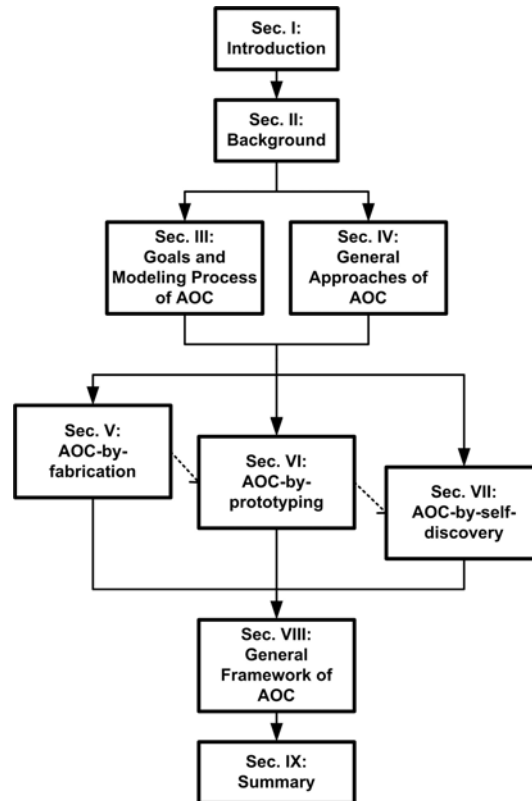 Sec. I:
Introduction
Sec. II:
Background
Sec. III:
Goals and
Modeling Process
of AOC
Sec. IV:
General
Approaches of
AOC
Sec. V:
AOC-by-
fabrication
Sec. VI:
AOC-by-
prototyping
Sec. VII:
AOC-by-self-
discovery
Sec. VIII:
General
Framework of
AOC
Sec. IX:
Summary